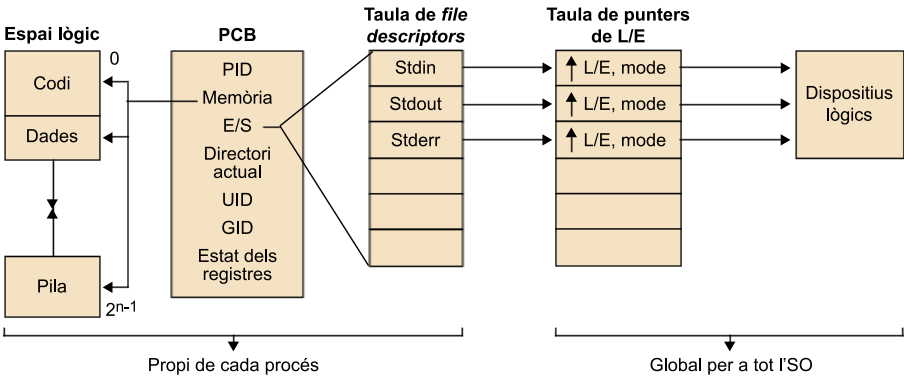 Espai lògic
0
Codi
Dades
Pila
2n-1
PCB
PID
Memòria
E/S
Directori
actual
UID
GID
Estat dels
registres
Taula de file
descriptors
Stdin
Stdout
Stderr
Taula de punters
de L/E
L/E, mode
L/E, mode
L/E, mode
Dispositius
lògics
Propi de cada procés
Global per a tot l’SO